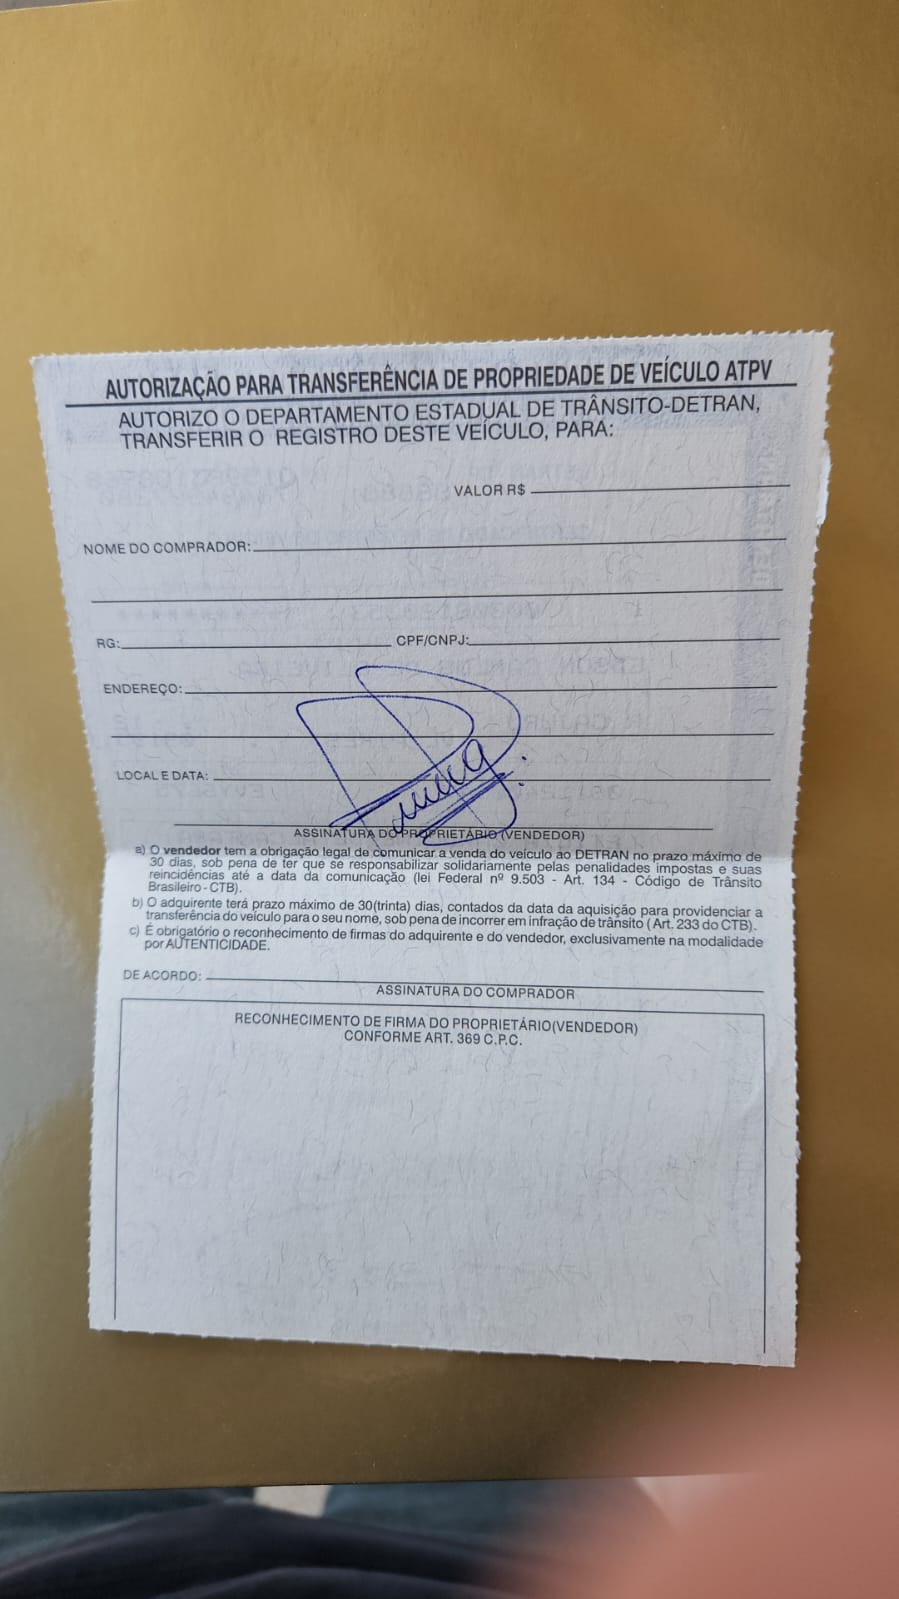 AUTORIZAÇÃO PARA TRANSFERÊNCIA DE PROPRIEDADE DE VEÍCULO ATPV
AUTORIZO O DEPARTAMENTO ESTADUAL DE TRÂNSITO-DETRAN,
TRANSFERIR O REGISTRO DESTE VEÍCULO, PARA:
VALOR R$
NOME DO COMPRADOR:
RG: CPF/CNPJ:
ENDEREÇO:
LOCAL E DATA:
ASSINATURA DO PROPRIETÁRIO (VENDEDOR)
a) O vendedor tem a obrigação legal de comunicar a venda do veículo ao DETRAN no prazo máximo de
30 dias, sob pena de ter que se responsabilizar solidariamente pelas penalidades impostas e suas
reincidências até a data da comunicação (lei Federal nº 9.503 - Art. 134 - Código de Trânsito
Brasileiro - CTB).
b) O adquirente terá prazo máximo de 30(trinta) dias, contados da data da aquisição para providenciar a
transferência do veículo para o seu nome, sob pena de incorrer em infração de trânsito ( Art. 233 do CTB).
c) É obrigatório o reconhecimento de firmas do adquirente e do vendedor, exclusivamente na modalidade
por AUTENTICIDADE.
DE ACORDO:
ASSINATURA DO COMPRADOR
RECONHECIMENTO DE FIRMA DO PROPRIETÁRIO(VENDEDOR)
CONFORME ART. 369 C.P.C.